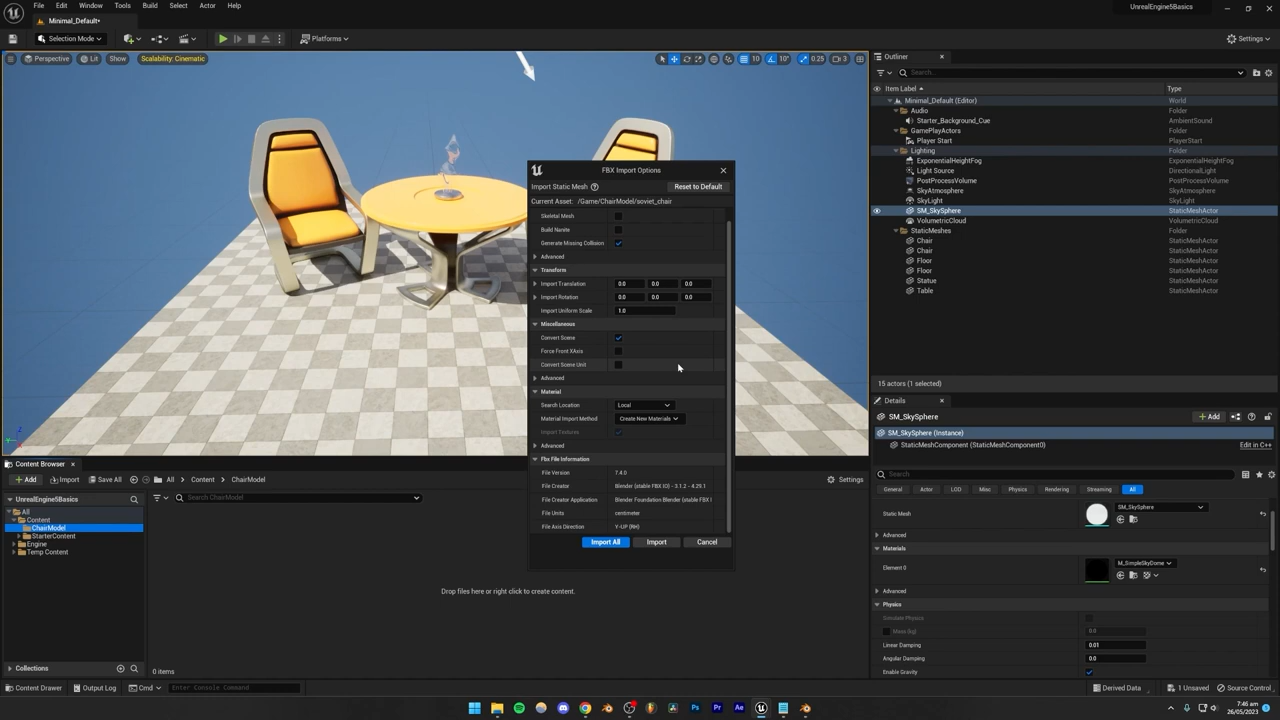 File Edit Window Tools Build Select Actor Help
UnrealEngine5Basics
Minimal_Default*
Selection Mode
Platforms
Settings
Perspective Lit Show Scalability: Cinematic
10 10° 0.25 3
Outliner
Search...
Item Label Type
Minimal_Default (Editor) World
Audio Folder
Starter_Background_Cue AmbientSound
GamePlayActors Folder
Player Start PlayerStart
Lighting Folder
ExponentialHeightFog ExponentialHeightFog
Light Source DirectionalLight
PostProcessVolume PostProcessVolume
SkyAtmosphere SkyAtmosphere
SkyLight SkyLight
SM_SkySphere StaticMeshActor
VolumetricCloud VolumetricCloud
StaticMeshes Folder
Chair StaticMeshActor
Chair StaticMeshActor
Floor StaticMeshActor
Floor StaticMeshActor
Statue StaticMeshActor
Table StaticMeshActor
15 actors (1 selected)
FBX Import Options
Import Static Mesh
Reset to Default
Current Asset: /Game/ChairModel/soviet_chair
Skeletal Mesh
Build Nanite
Generate Missing Collision
Advanced
Transform
Import Translation 0.0 0.0 0.0
Import Rotation 0.0 0.0 0.0
Import Uniform Scale 1.0
Miscellaneous
Convert Scene
Force Front XAxis
Convert Scene Unit
Advanced
Material
Search Location Local
Material Import Method Create New Materials
Import Textures
Advanced
Fbx File Information
File Version 7.4.0
File Creator Blender (stable FBX IO) - 3.1.2 - 4.29.1
File Creator Application Blender Foundation Blender (stable FBX I
File Units centimeter
File Axis Direction Y-UP (RH)
Import All Import Cancel
Details
SM_SkySphere
Add
SM_SkySphere (Instance)
StaticMeshComponent (StaticMeshComponent0) Edit in C++
Search
General Actor LOD Misc Physics Rendering Streaming All
Static Mesh SM_SkySphere
Advanced
Materials
Element 0 M_SimpleSkyDome
Advanced
Physics
Simulate Physics
Mass (kg) 0.0
Linear Damping 0.01
Angular Damping 0.0
Enable Gravity
Content Browser
Add Import Save All All Content ChairModel
Settings
UnrealEngine5Basics
Search ChairModel
All
Content
ChairModel
StarterContent
Engine
Temp Content
Drop files here or right click to create content.
Collections
0 items
Content Drawer Output Log Cmd Enter Console Command
Derived Data 1 Unsaved Source Control
Ps Pr Ae
7:46 am
26/05/2023